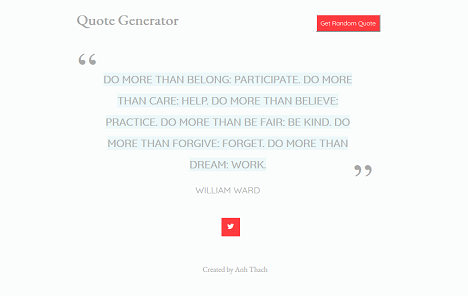 Quote Generator
Get Random Quote
“
DO MORE THAN BELONG: PARTICIPATE. DO MORE
THAN CARE: HELP. DO MORE THAN BELIEVE:
PRACTICE. DO MORE THAN BE FAIR: BE KIND. DO
MORE THAN FORGIVE: FORGET. DO MORE THAN
DREAM: WORK.
”
WILLIAM WARD
Created by Anh Thach